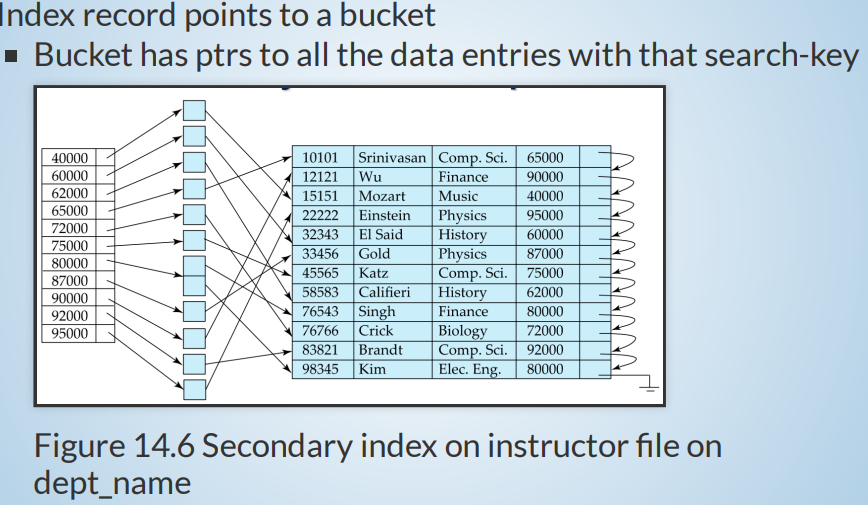 Index record points to a bucket
▪ Bucket has ptrs to all the data entries with that search-key
40000
60000
62000
65000
72000
75000
80000
87000
90000
92000
95000
10101 Srinivasan Comp. Sci. 65000
12121 Wu Finance 90000
15151 Mozart Music 40000
22222 Einstein Physics 95000
32343 El Said History 60000
33456 Gold Physics 87000
45565 Katz Comp. Sci. 75000
58583 Califieri History 62000
76543 Singh Finance 80000
76766 Crick Biology 72000
83821 Brandt Comp. Sci. 92000
98345 Kim Elec. Eng. 80000
Figure 14.6 Secondary index on instructor file on
dept_name